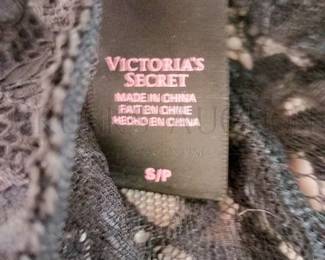 VICTORIA'S
SECRET
MADE IN CHINA
FAIT EN CHINE
HECHO EN CHINA
S/P